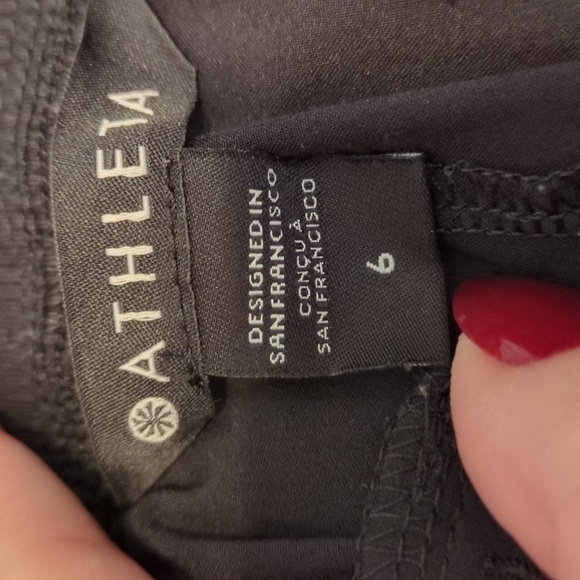 ATHLETA
DESIGNED IN
SAN FRANCISCO
CONÇU À
SAN FRANCISCO
6